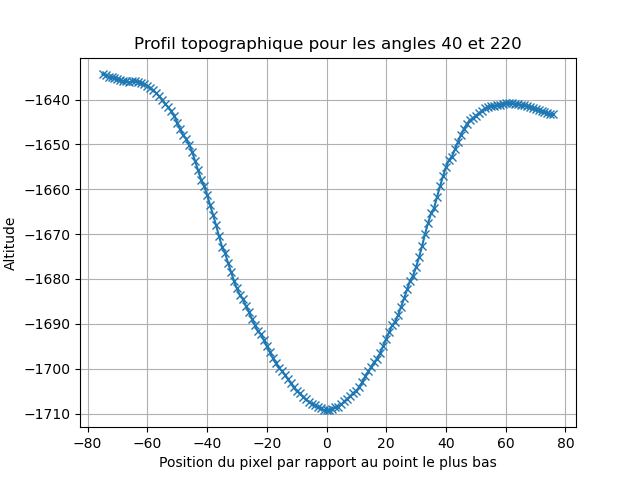 Profil topographique pour les angles 40 et 220
Altitude
−1640
−1650
−1660
−1670
−1680
−1690
−1700
−1710
−80 −60 −40 −20 0 20 40 60 80
Position du pixel par rapport au point le plus bas